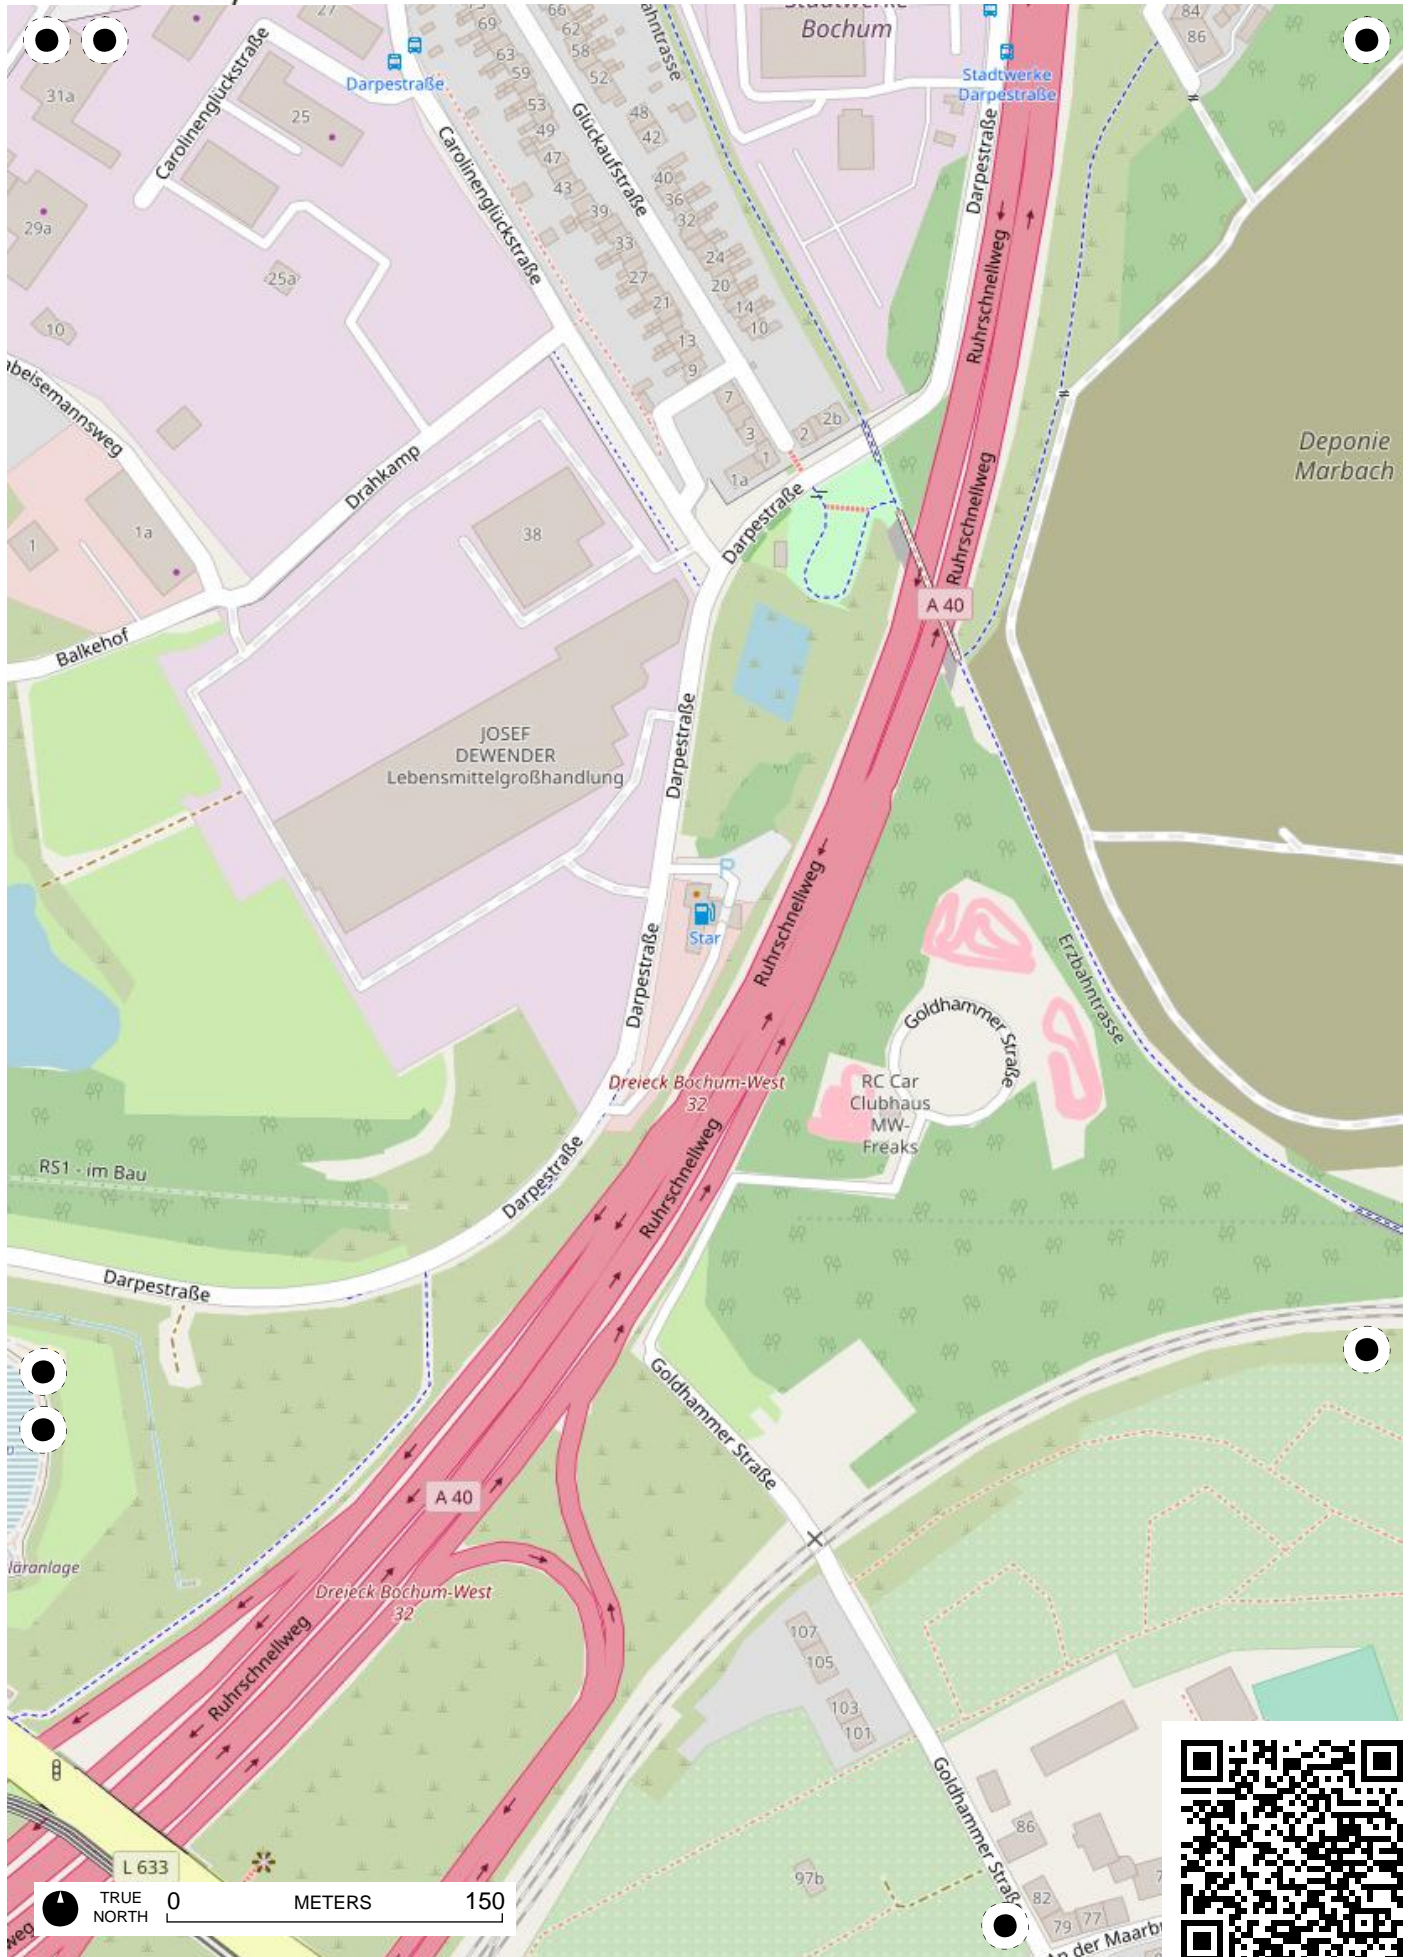 27
31a
Carolinenglückstraße
25
Darpestraße
69
63
59
66
62
58
52
Bochum
84
86
Stadtwerke
Darpestraße
53
49
47
43
39
33
27
21
13
9
Glückaufstraße
48
42
40
36
32
24
20
14
10
Carolinenglückstraße
Darpestraße
29a
25a
10
Ruhrschnellweg
Drahkamp
7
3
1
1a
2
2b
Deponie
Marbach
1
1a
38
Darpestraße
Ruhrschnellweg
A 40
Balkehof
JOSEF
DEWENDER
Lebensmittelgroßhandlung
Darpestraße
P
Star
Darpestraße
Ruhrschnellweg
Erzbahntrasse
Goldhammer Straße
RC Car
Clubhaus
MW-
Freaks
Dreieck Bochum-West
32
Ruhrschnellweg
RS1 - im Bau
Darpestraße
Darpestraße
Goldhammer Straße
A 40
läranlage
Dreieck Bochum-West
32
Ruhrschnellweg
107
105
103
101
Goldhammer Straß
86
82
79
77
97b
L 633
weg
TRUE
NORTH
0 METERS 150